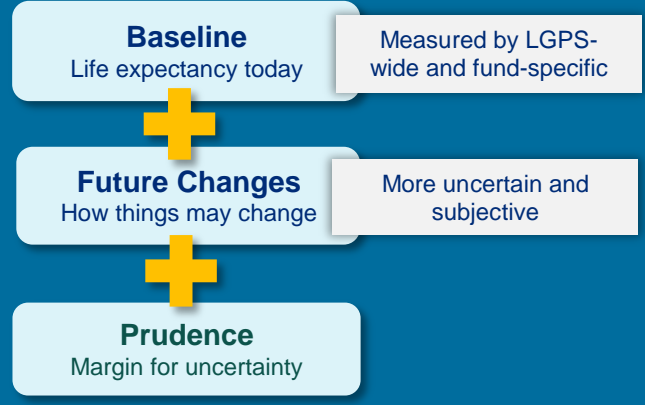 Baseline
Life expectancy today
Measured by LGPS-
wide and fund-specific
Future Changes
How things may change
More uncertain and
subjective
Prudence
Margin for uncertainty